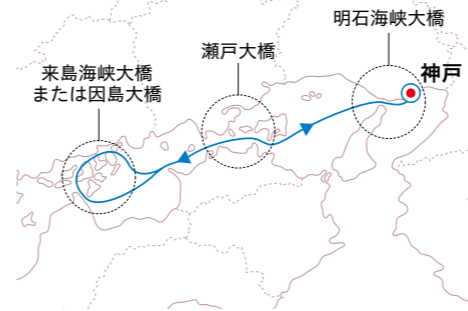 明石海峡大橋
瀬戸大橋
神戸
来島海峡大橋
または因島大橋